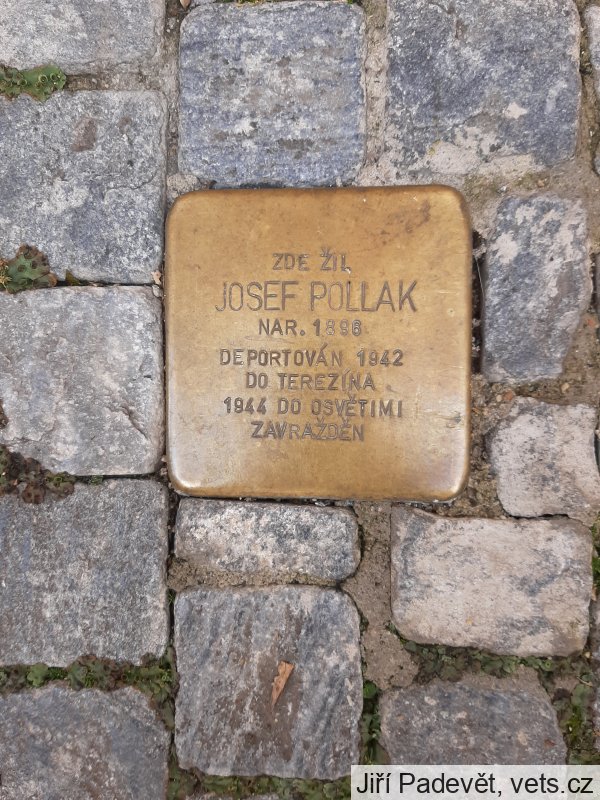 ZDE ŽIL
JOSEF POLLAK
NAR. 1896
DEPORTOVÁN 1942
DO TEREZÍNA
1944 DO OSVĚTIMI
ZAVRAŽDĚN
Jiří Padevět, vets.cz